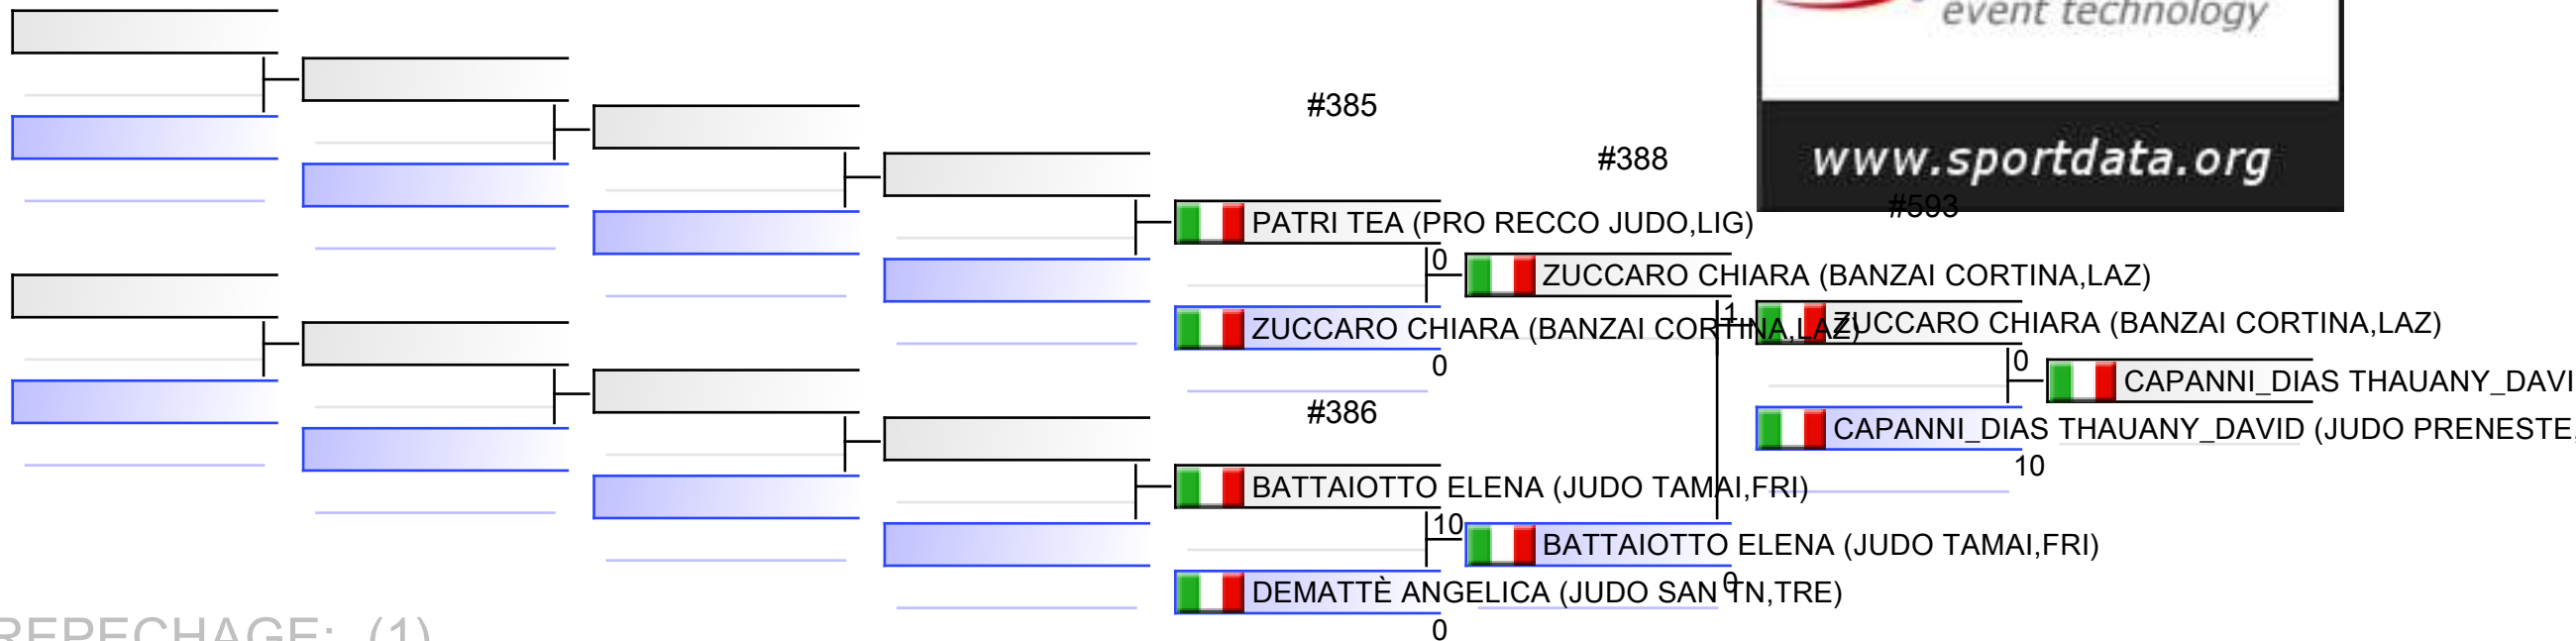 event technology
#385
#388
www.sportdata.org
#593
PATRI TEA (PRO RECCO JUDO,LIG)
0
ZUCCARO CHIARA (BANZAI CORTINA,LAZ)
1
ZUCCARO CHIARA (BANZAI CORTINA,LAZ)
ZUCCARO CHIARA (BANZAI CORTINA,LAZ)
0
0
CAPANNI_DIAS THAUANY_DAVI
#386
CAPANNI_DIAS THAUANY_DAVID (JUDO PRENESTE,
10
BATTAIOTTO ELENA (JUDO TAMAI,FRI)
10
BATTAIOTTO ELENA (JUDO TAMAI,FRI)
0
DEMATTÈ ANGELICA (JUDO SAN TN,TRE)
0
REPECHAGE: (1)